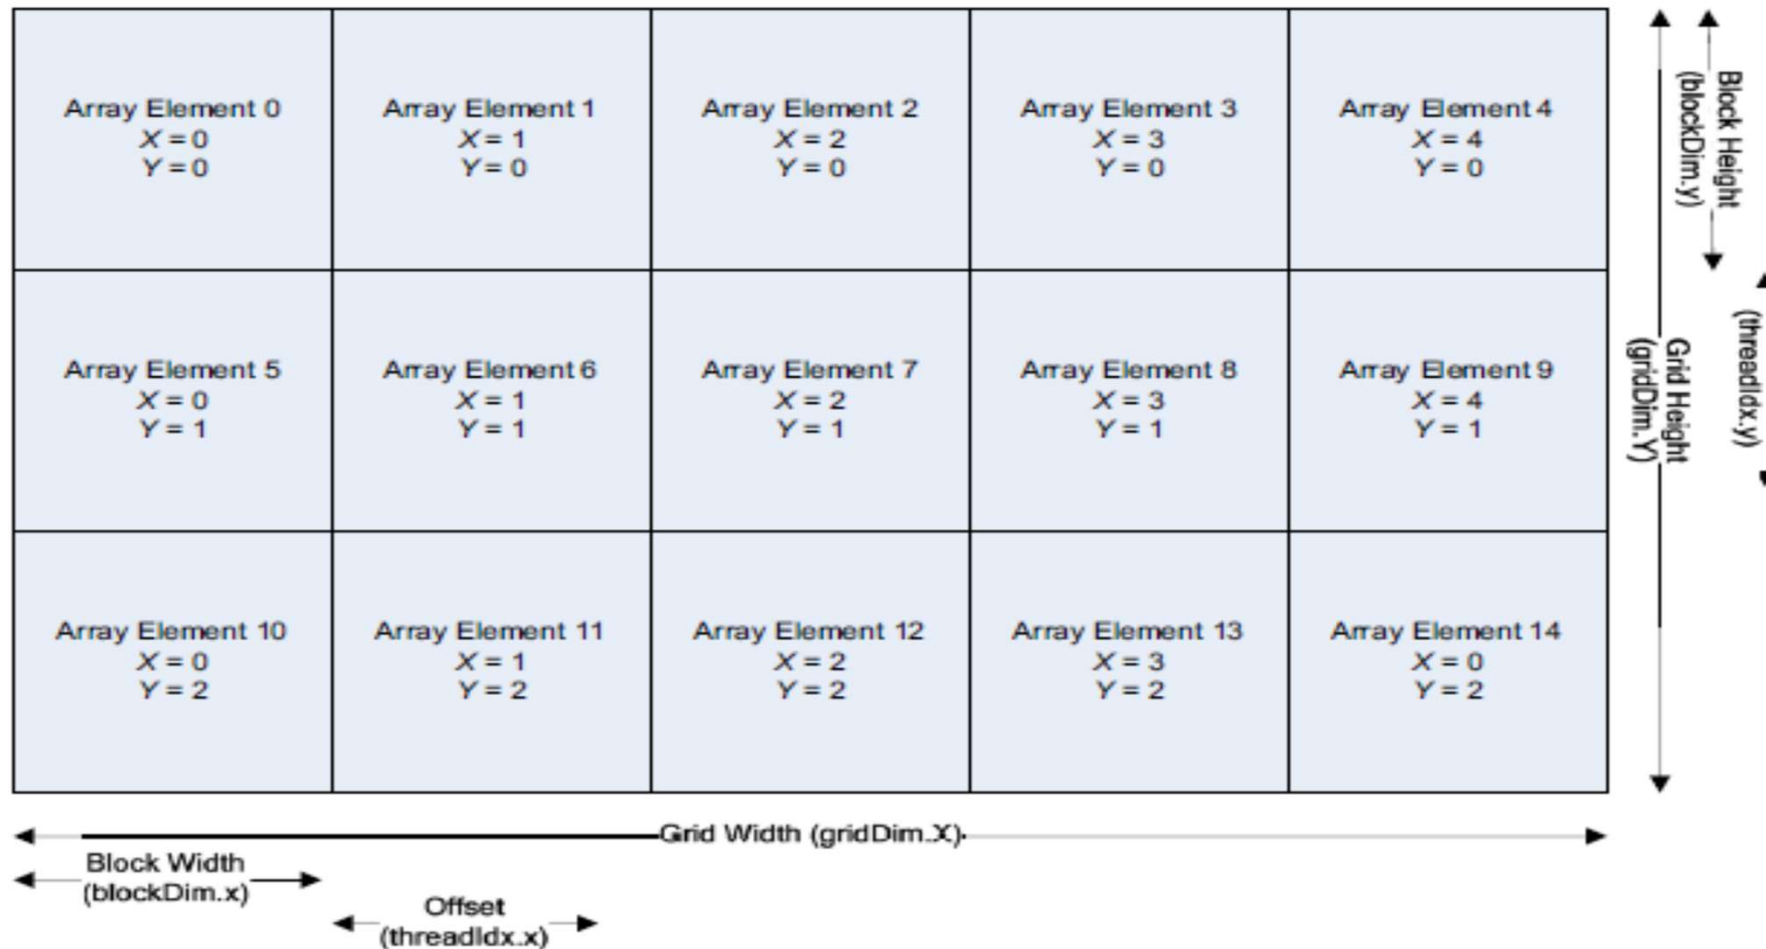 Array Element 0
X = 0
Y = 0
Array Element 1
X = 1
Y = 0
Array Element 2
X = 2
Y = 0
Array Element 3
X = 3
Y = 0
Array Element 4
X = 4
Y = 0
Array Element 5
X = 0
Y = 1
Array Element 6
X = 1
Y = 1
Array Element 7
X = 2
Y = 1
Array Element 8
X = 3
Y = 1
Array Element 9
X = 4
Y = 1
Array Element 10
X = 0
Y = 2
Array Element 11
X = 1
Y = 2
Array Element 12
X = 2
Y = 2
Array Element 13
X = 3
Y = 2
Array Element 14
X = 0
Y = 2
Block Height
(blockDim.y)
Grid Height
(gridDim.Y)
(threadIdx.y)
Grid Width (gridDim.X)
Block Width
(blockDim.x)
Offset
(threadIdx.x)